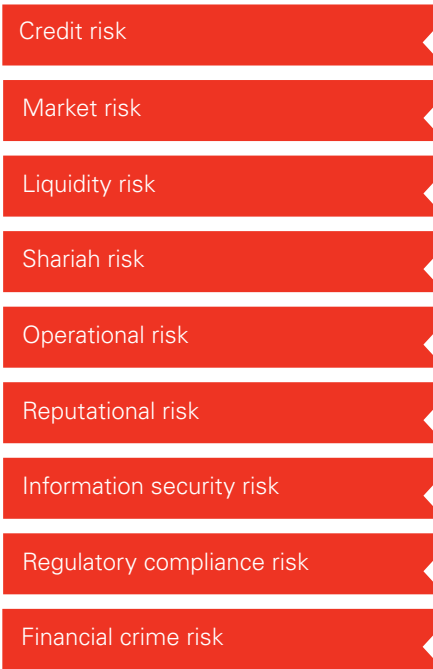 Credit risk
Market risk
Liquidity risk
Shariah risk
Operational risk
Reputational risk
Information security risk
Regulatory compliance risk
Financial crime risk